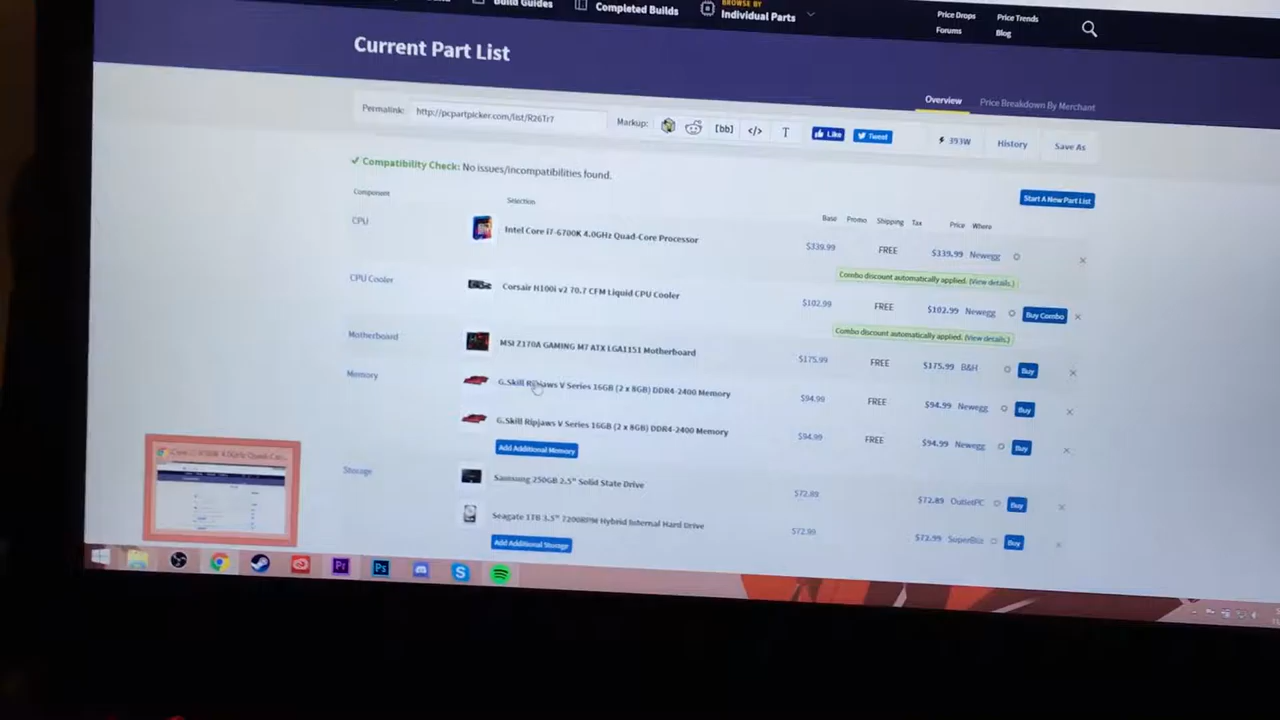 Build Guides
Completed Builds
BROWSE BY
Individual Parts
Price Drops
Price Trends
Forums
Blog
Current Part List
Overview
Price Breakdown By Merchant
Permalink:
http://pcpartpicker.com/list/R26Tr7
Markup:
[bb]
</>
T
Like
Tweet
393W
History
Save As
Compatibility Check: No issues/incompatibilities found.
Start A New Part List
Component
Selection
Base
Promo
Shipping
Tax
Price
Where
CPU
Intel Core i7-6700K 4.0GHz Quad-Core Processor
$339.99
FREE
$339.99 Newegg
Combo discount automatically applied. (View details.)
CPU Cooler
Corsair H100i v2 70.7 CFM Liquid CPU Cooler
$102.99
FREE
$102.99 Newegg
Buy Combo
Combo discount automatically applied. (View details.)
Motherboard
MSI Z170A GAMING M7 ATX LGA1151 Motherboard
$175.99
FREE
$175.99 B&H
Buy
Memory
G.Skill Ripjaws V Series 16GB (2 x 8GB) DDR4-2400 Memory
$94.99
FREE
$94.99 Newegg
Buy
G.Skill Ripjaws V Series 16GB (2 x 8GB) DDR4-2400 Memory
$94.99
FREE
$94.99 Newegg
Buy
Add Additional Memory
Storage
Samsung 250GB 2.5" Solid State Drive
$72.89
$72.89 OutletPC
Buy
Seagate 1TB 3.5" 7200RPM Hybrid Internal Hard Drive
$72.99
$72.99 SuperBiz
Buy
Add Additional Storage
Pr
Ps
S